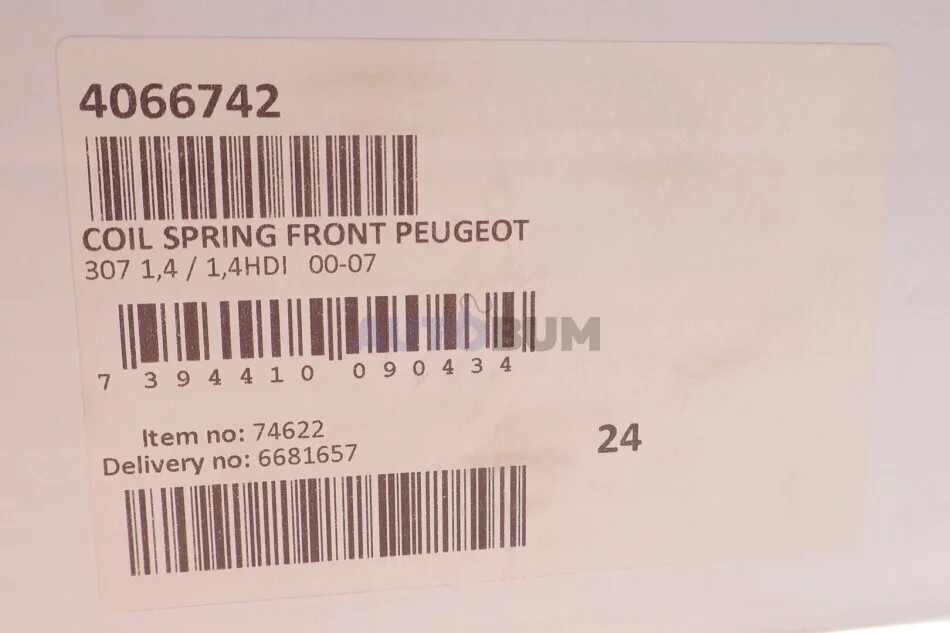 4066742
COIL SPRING FRONT PEUGEOT
307 1,4 / 1,4HDI 00-07
AUTOBUM
7 394410 090434
Item no: 74622
24
Delivery no: 6681657